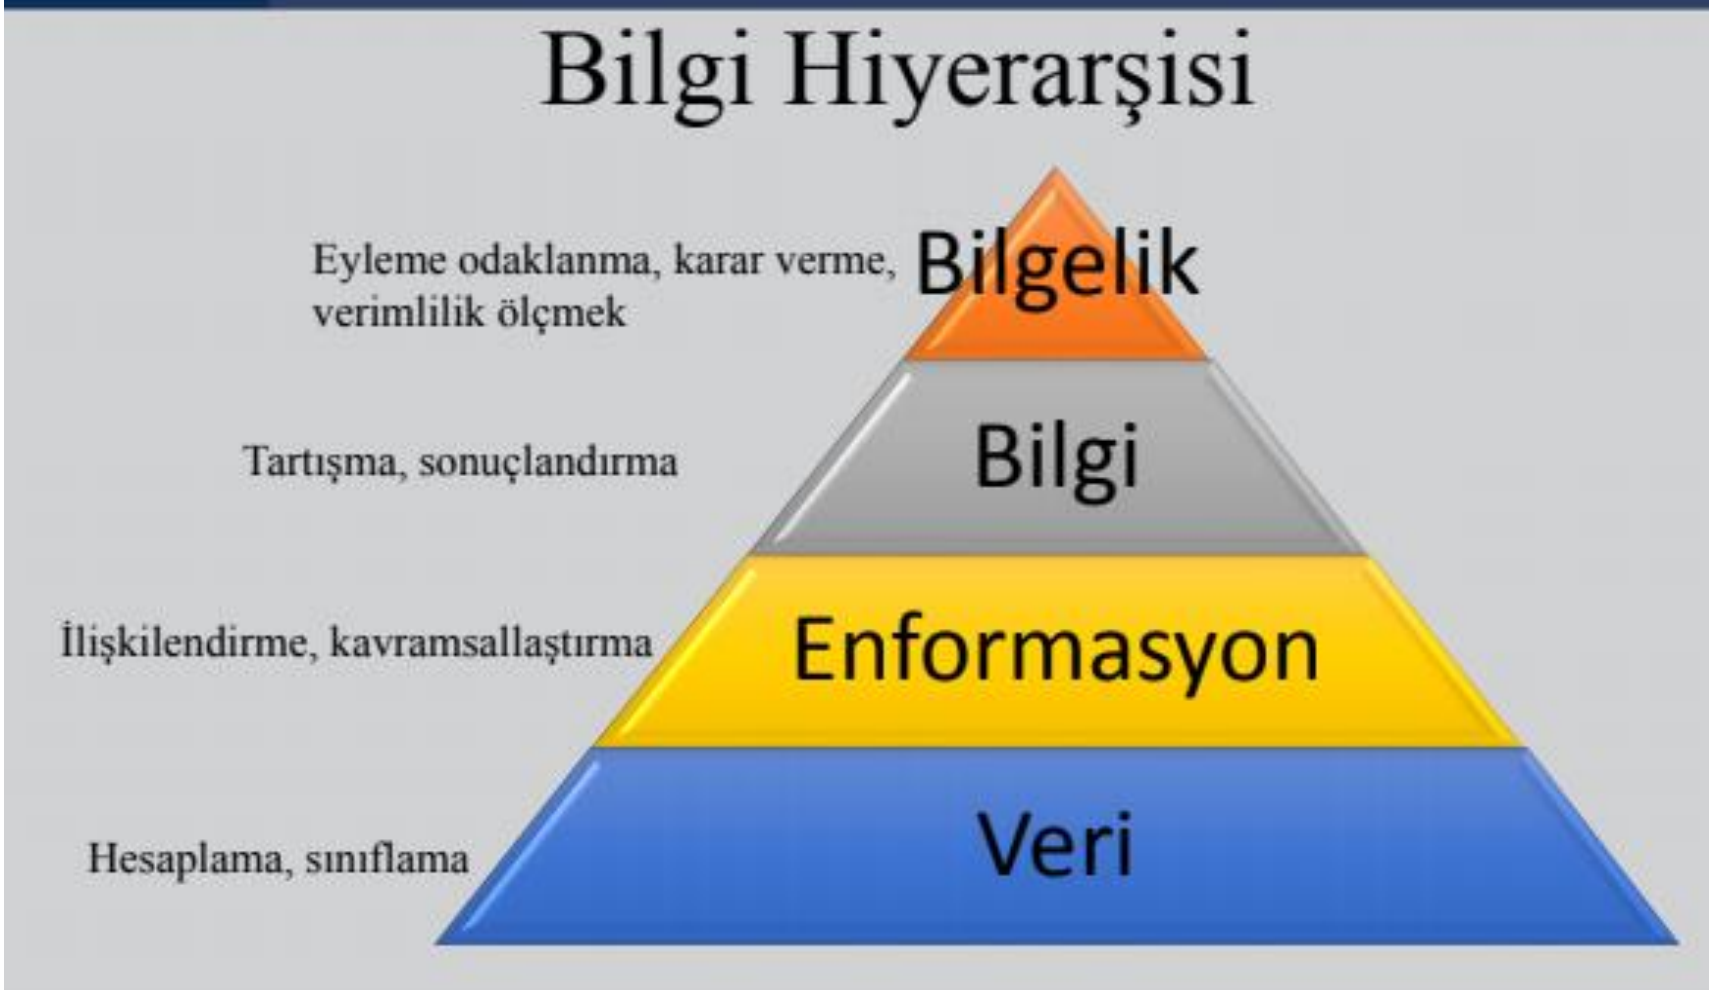 Bilgi Hiyerarşisi
Eyleme odaklanma, karar verme,
verimlilik ölçmek
Bilgelik
Tartışma, sonuçlandırma
Bilgi
İlişkilendirme, kavramsallaştırma
Enformasyon
Hesaplama, sınıflama
Veri